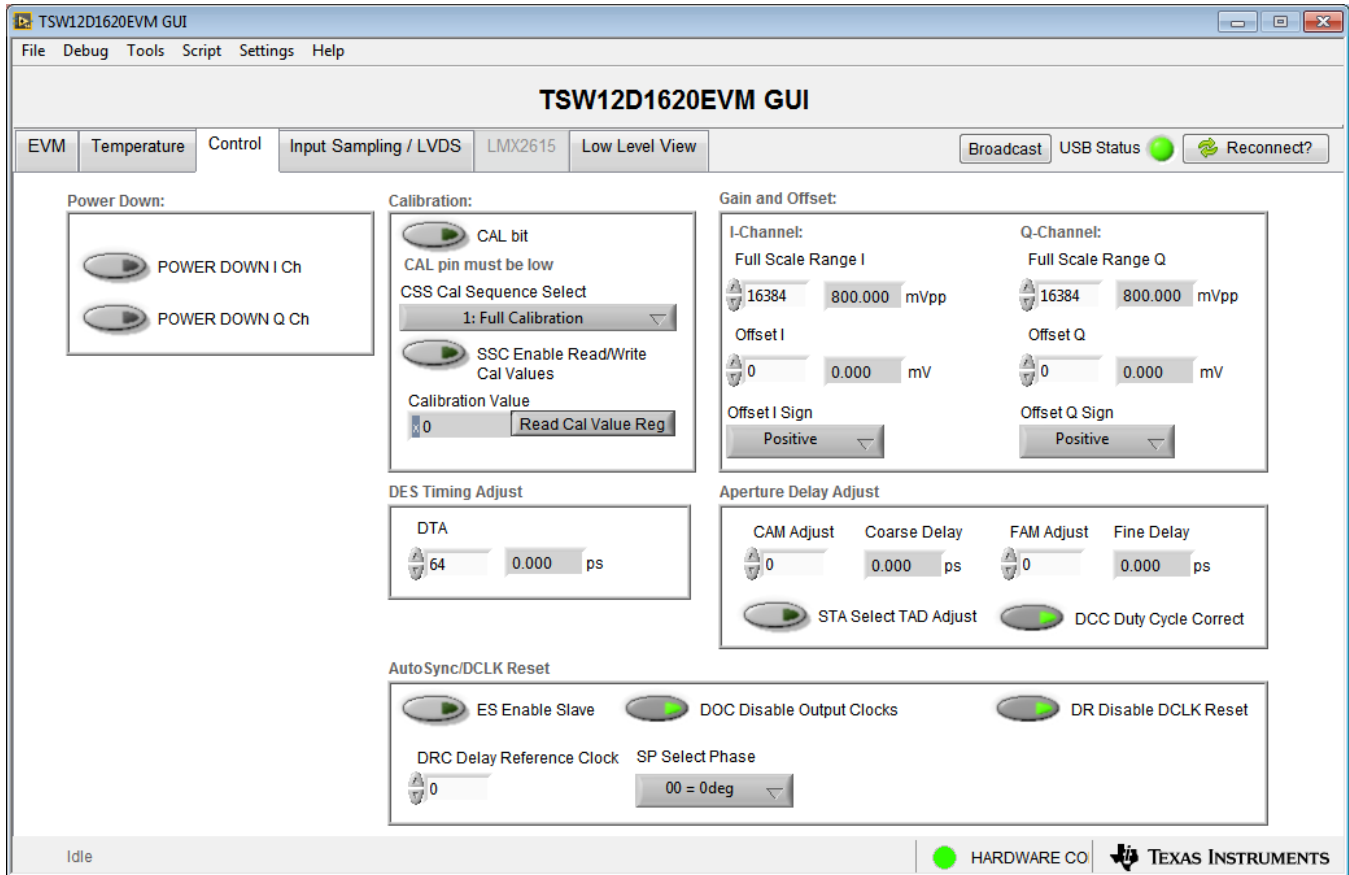 TSW12D1620EVM GUI
File Debug Tools Script Settings Help
TSW12D1620EVM GUI
EVM Temperature Control Input Sampling / LVDS LMX2615 Low Level View Broadcast USB Status Reconnect?
Power Down:
POWER DOWN I Ch
POWER DOWN Q Ch
Calibration:
CAL bit
CAL pin must be low
CSS Cal Sequence Select
1: Full Calibration
SSC Enable Read/Write
Cal Values
Calibration Value
x 0 Read Cal Value Reg
Gain and Offset:
I-Channel: Q-Channel:
Full Scale Range I Full Scale Range Q
16384 800.000 mVpp 16384 800.000 mVpp
Offset I Offset Q
0 0.000 mV 0 0.000 mV
Offset I Sign Offset Q Sign
Positive Positive
DES Timing Adjust
DTA
64 0.000 ps
Aperture Delay Adjust
CAM Adjust Coarse Delay FAM Adjust Fine Delay
0 0.000 ps 0 0.000 ps
STA Select TAD Adjust DCC Duty Cycle Correct
AutoSync/DCLK Reset
ES Enable Slave DOC Disable Output Clocks DR Disable DCLK Reset
DRC Delay Reference Clock SP Select Phase
0 00 = 0deg
Idle HARDWARE CO TEXAS INSTRUMENTS